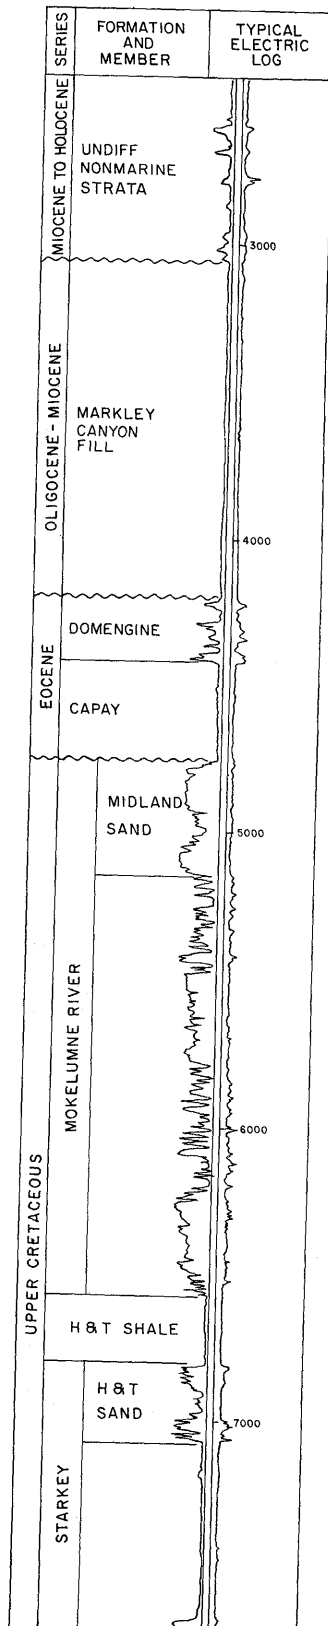 SERIES
FORMATION
AND
MEMBER
TYPICAL
ELECTRIC
LOG
MIOCENE TO HOLOCENE
UNDIFF
NONMARINE
STRATA
3000
OLIGOCENE - MIOCENE
MARKLEY
CANYON
FILL
4000
EOCENE
DOMENGINE
CAPAY
UPPER CRETACEOUS
MOKELUMNE RIVER
MIDLAND
SAND
5000
6000
H&T SHALE
STARKEY
H&T
SAND
7000